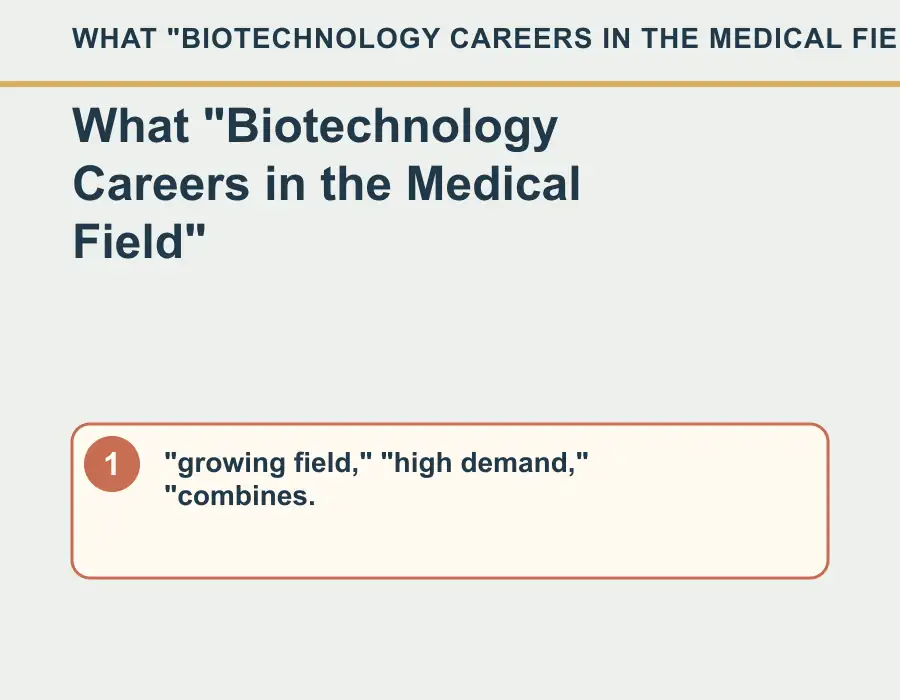 WHAT "BIOTECHNOLOGY CAREERS IN THE MEDICAL FIE
What "Biotechnology
Careers in the Medical
Field"
1
"growing field," "high demand,"
"combines.